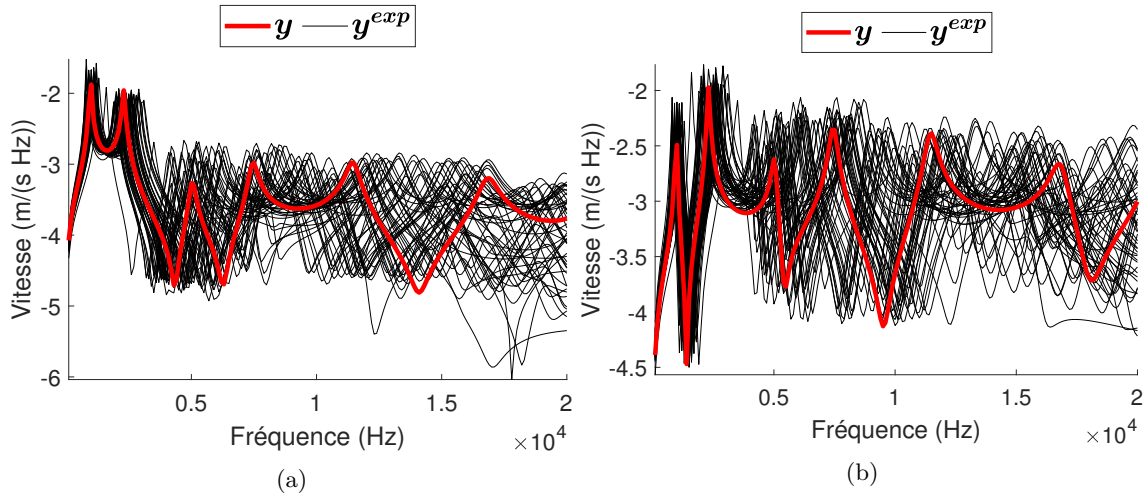 y y^{exp}
-2
-3
-4
-5
-6
Vitesse (m/(s Hz))
0.5 1 1.5 2
Fréquence (Hz)
×10^4
(a)
y y^{exp}
-2
-2.5
-3
-3.5
-4
-4.5
Vitesse (m/(s Hz))
0.5 1 1.5 2
Fréquence (Hz)
×10^4
(b)